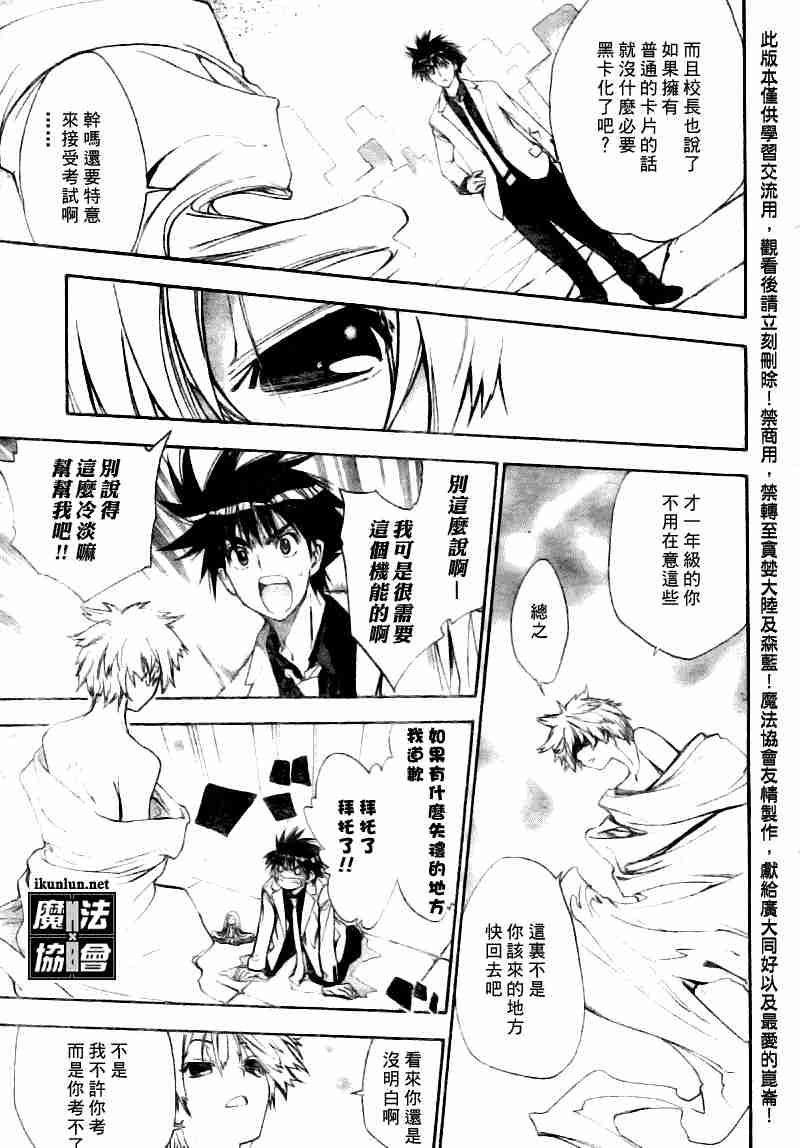 此版本僅供學習交流用，觀看後請立刻刪除！禁商用，禁轉至貪婪大陸及森藍！魔法協會友情製作，獻給廣大同好以及最愛的崑崙！
而且校長也說了
如果擁有
普通的卡片的話
就沒什麼必要
黑卡化了吧？
幹嗎還要特意
來接受考試啊
……
才一年級的你
不用在意這些
總之
這裏不是
你該來的地方
快回去吧
別這麼說啊—
我可是很需要
這個機能的啊
別說得
這麼冷淡嘛
幫幫我吧!!
如果有什麼失禮的地方
我道歉
拜托了
拜托了!!
ikunlun.net
魔法
協會
看來你還是
沒明白啊
不是
我不許你考
而是你考不了